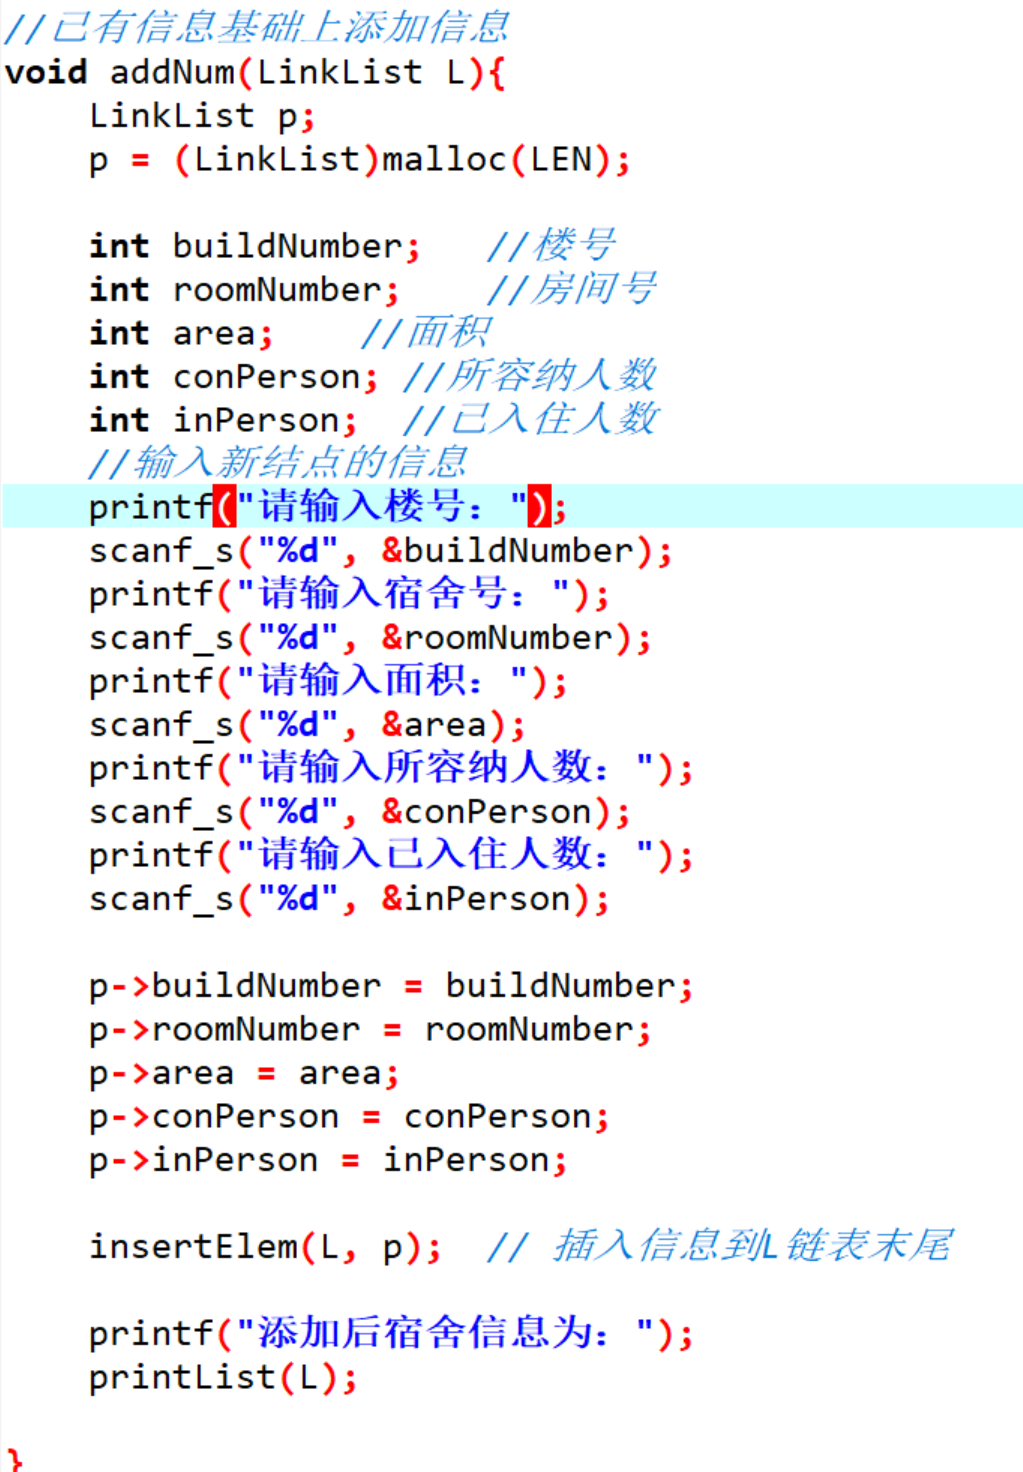 //已有信息基础上添加信息
void addNum(LinkList L){
LinkList p;
p = (LinkList)malloc(LEN);
int buildNumber; //楼号
int roomNumber; //房间号
int area; //面积
int conPerson; //所容纳人数
int inPerson; //已入住人数
//输入新结点的信息
printf("请输入楼号：");
scanf_s("%d", &buildNumber);
printf("请输入宿舍号：");
scanf_s("%d", &roomNumber);
printf("请输入面积：");
scanf_s("%d", &area);
printf("请输入所容纳人数：");
scanf_s("%d", &conPerson);
printf("请输入已入住人数：");
scanf_s("%d", &inPerson);
p->buildNumber = buildNumber;
p->roomNumber = roomNumber;
p->area = area;
p->conPerson = conPerson;
p->inPerson = inPerson;
insertElem(L, p); // 插入信息到L链表末尾
printf("添加后宿舍信息为：");
printList(L);
}